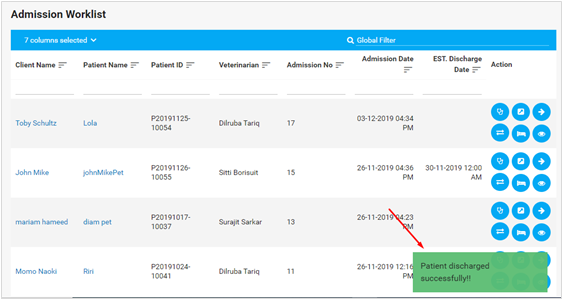 Admission Worklist
7 columns selected
Global Filter
Client Name Patient Name Patient ID Veterinarian Admission No Admission Date EST. Discharge Date Action
Toby Schultz Lola P20191125-10054 Dilruba Tariq 17 03-12-2019 04:34 PM
John Mike johnMikePet P20191126-10055 Sitti Borisuit 15 26-11-2019 04:36 PM 30-11-2019 12:00 AM
mariam hameed diam pet P20191017-10037 Surajit Sarkar 13 26-11-2019 04:23 PM
Momo Naoki Riri P20191024-10041 Dilruba Tariq 11 26-11-2019 12:16
Patient discharged
successfully!!